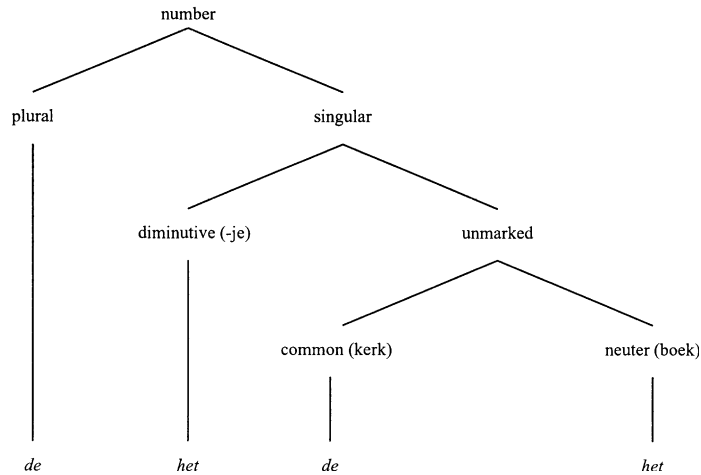 number
plural singular
diminutive (-je) unmarked
common (kerk) neuter (boek)
de het de het